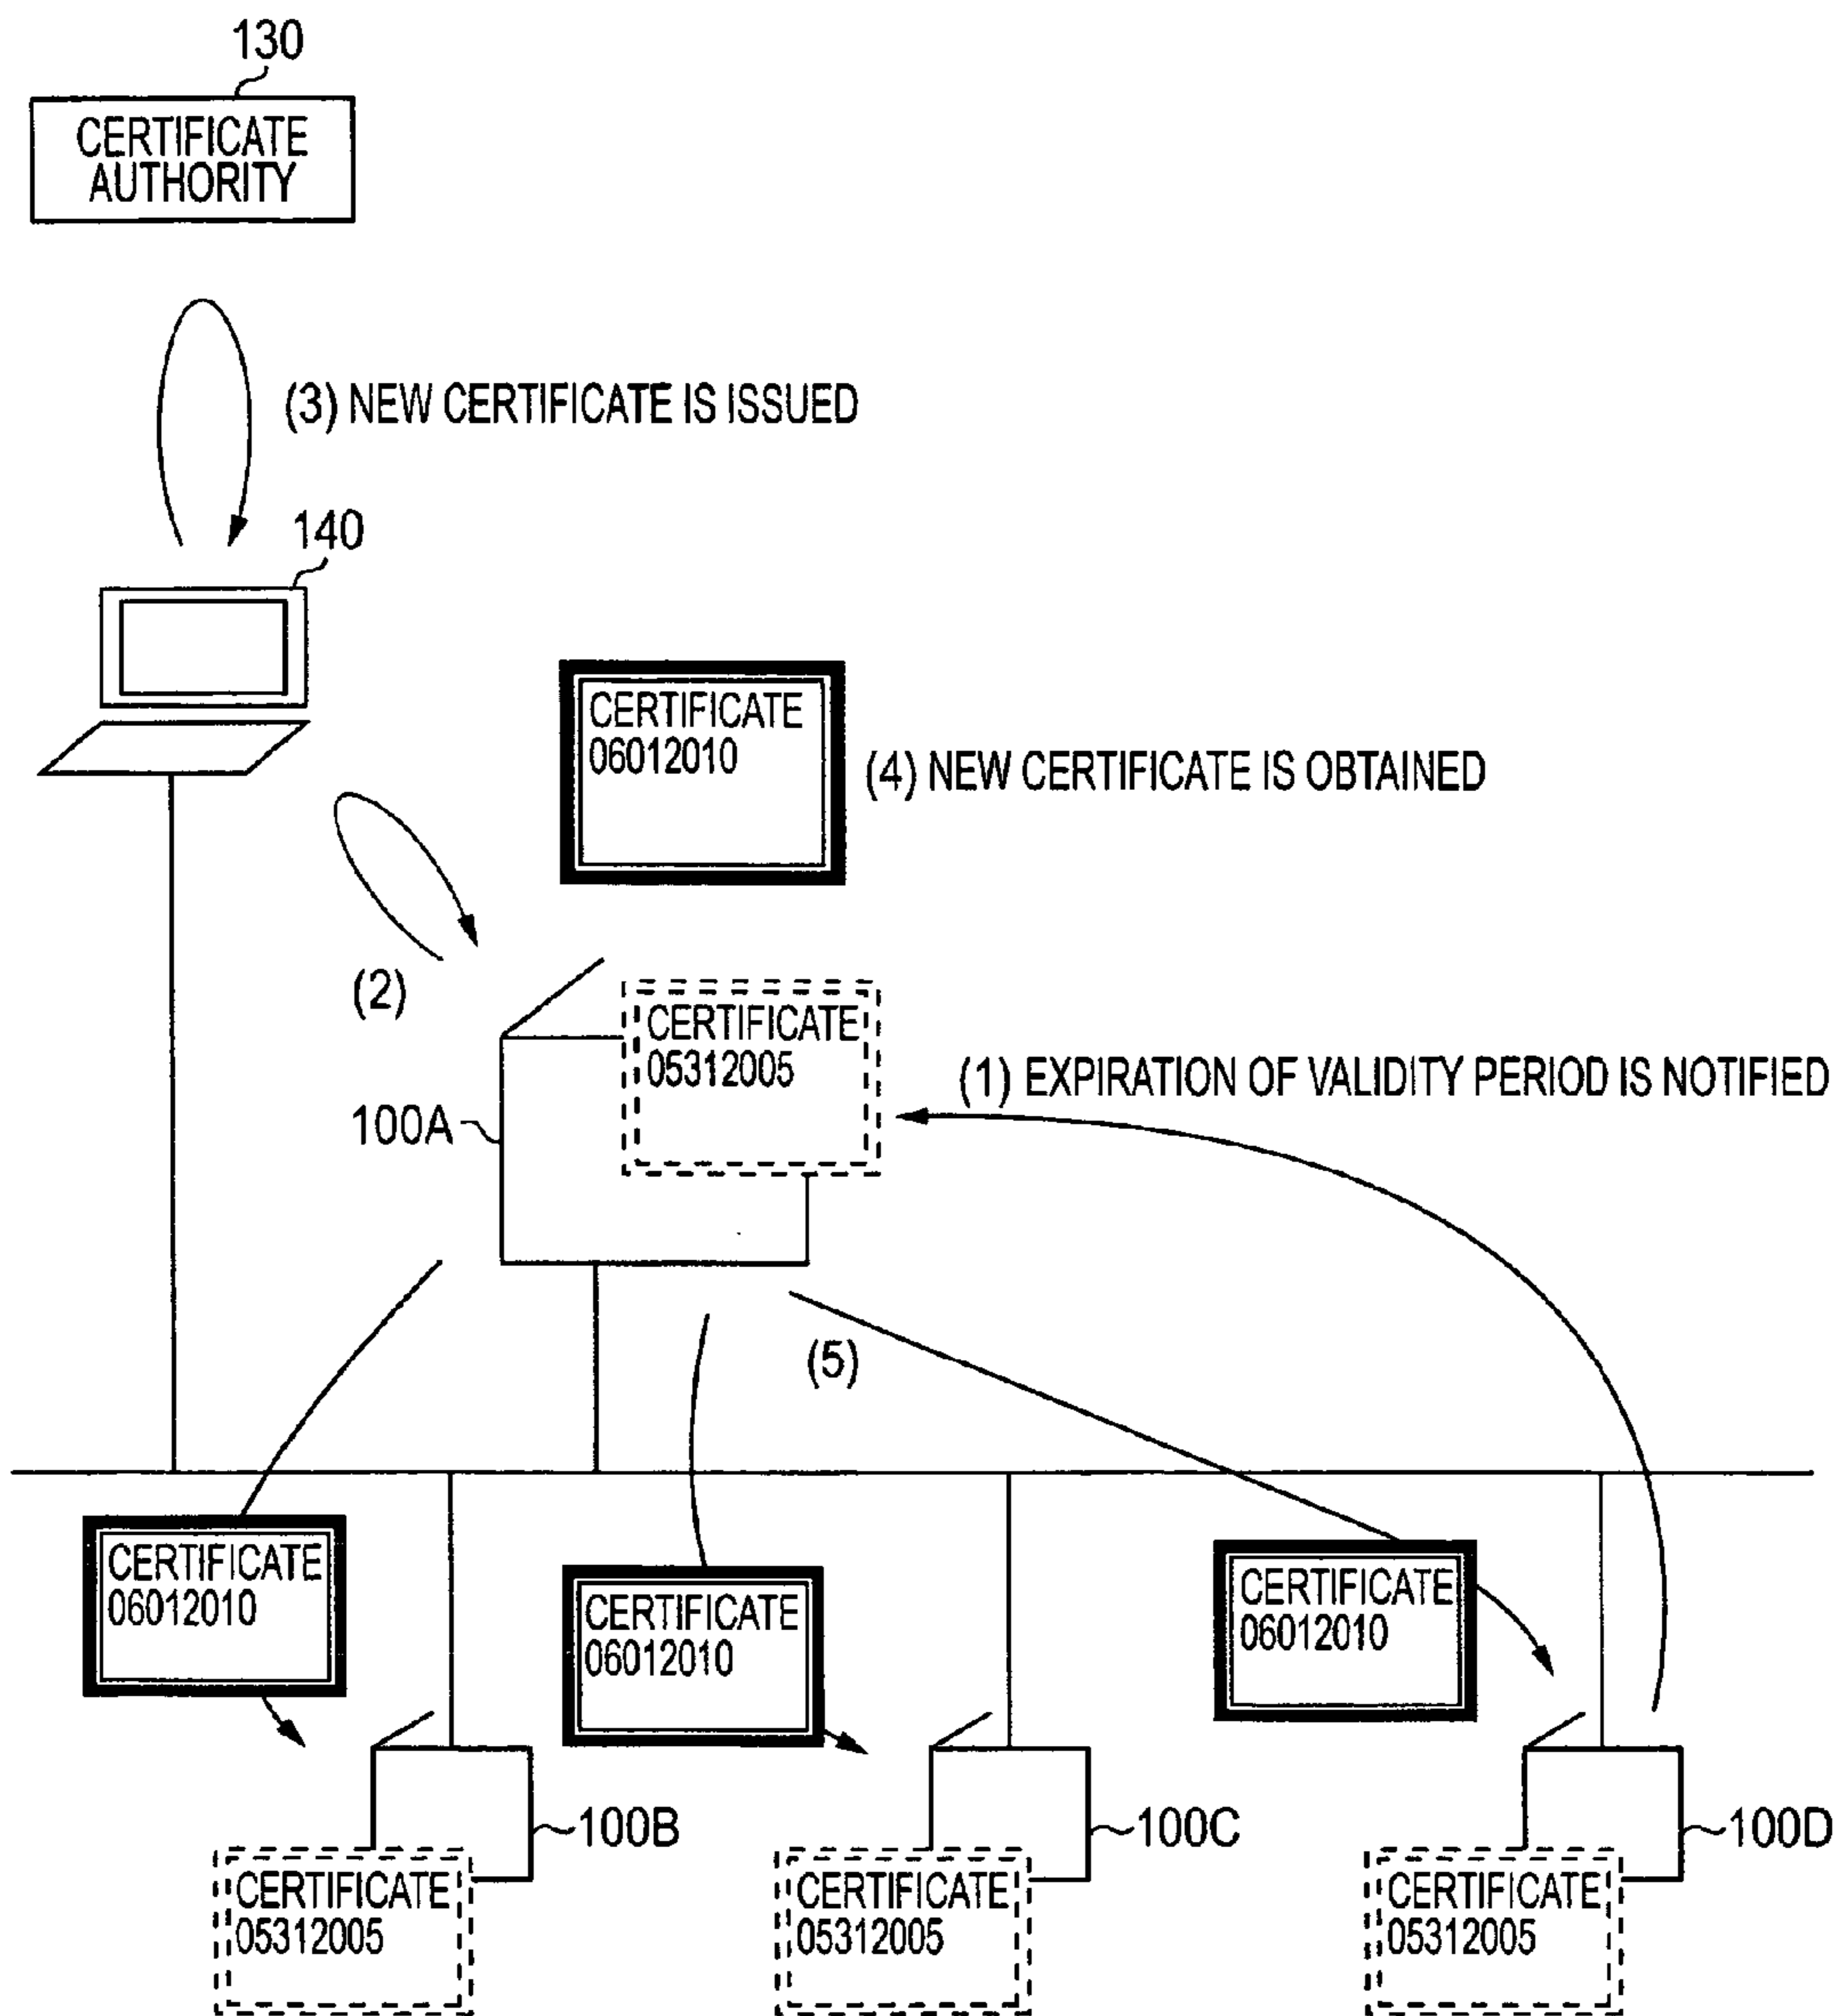 130
CERTIFICATE
AUTHORITY
(3) NEW CERTIFICATE IS ISSUED
140
CERTIFICATE
06012010
(4) NEW CERTIFICATE IS OBTAINED
(2)
CERTIFICATE
05312005
(1) EXPIRATION OF VALIDITY PERIOD IS NOTIFIED
100A
(5)
CERTIFICATE
06012010
CERTIFICATE
06012010
CERTIFICATE
06012010
100B
100C
100D
CERTIFICATE
05312005
CERTIFICATE
05312005
CERTIFICATE
05312005